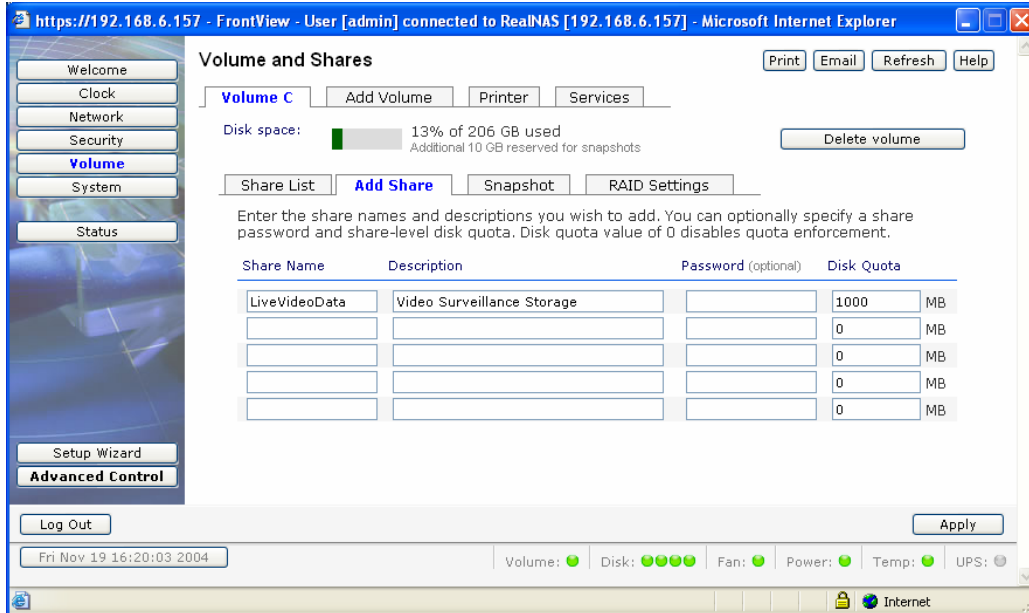 https://192.168.6.157 - FrontView - User [admin] connected to RealNAS [192.168.6.157] - Microsoft Internet Explorer
Welcome
Clock
Network
Security
Volume
System
Status
Setup Wizard
Advanced Control
Volume and Shares
Print Email Refresh Help
Volume C Add Volume Printer Services
Disk space: 13% of 206 GB used
Additional 10 GB reserved for snapshots
Delete volume
Share List Add Share Snapshot RAID Settings
Enter the share names and descriptions you wish to add. You can optionally specify a share
password and share-level disk quota. Disk quota value of 0 disables quota enforcement.
Share Name Description Password (optional) Disk Quota
LiveVideoData Video Surveillance Storage 1000 MB
0 MB
0 MB
0 MB
0 MB
Log Out Apply
Fri Nov 19 16:20:03 2004 Volume: Disk: Fan: Power: Temp: UPS:
Internet